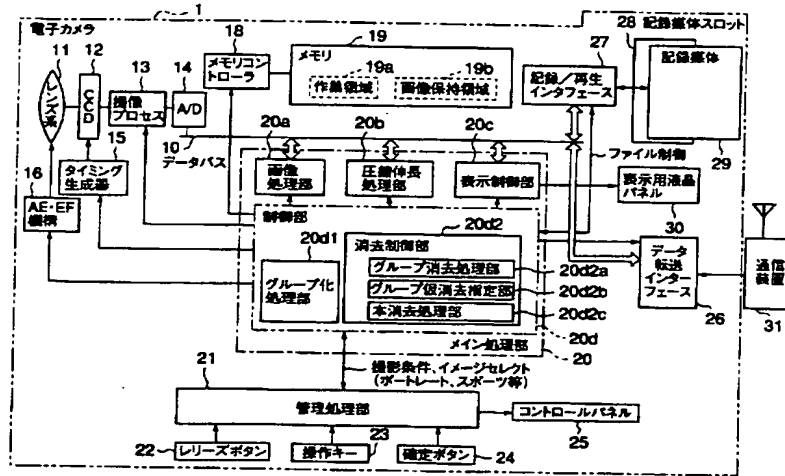 1
電子カメラ
11
レンズ系
12
CCD
13
撮像
プロセス
14
A/D
18
メモリコント
ローラ
19
メモリ
19a
作業領域
19b
画像保持領域
27
記録/再生
インタフェース
28
記録媒体スロット
記録媒体
29
10
データバス
15
タイミング
生成器
16
AE・EF
機構
20a
画像
処理部
20b
圧縮伸長
処理部
20c
表示制御部
ファイル制御
表示用液晶
パネル
30
制御部
20d1
グループ化
処理部
20d2
消去制御部
グループ消去処理部
20d2a
グループ仮消去指定部
20d2b
本消去処理部
20d2c
20d
メイン処理部
20
データ
転送イン
ターフ
ェース
26
通信
装置
31
撮影条件、イメージセレクト
(ポートレート、スポーツ等)
21
管理処理部
コントロールパネル
25
22
レリーズボタン
操作キー
23
確定ボタン
24